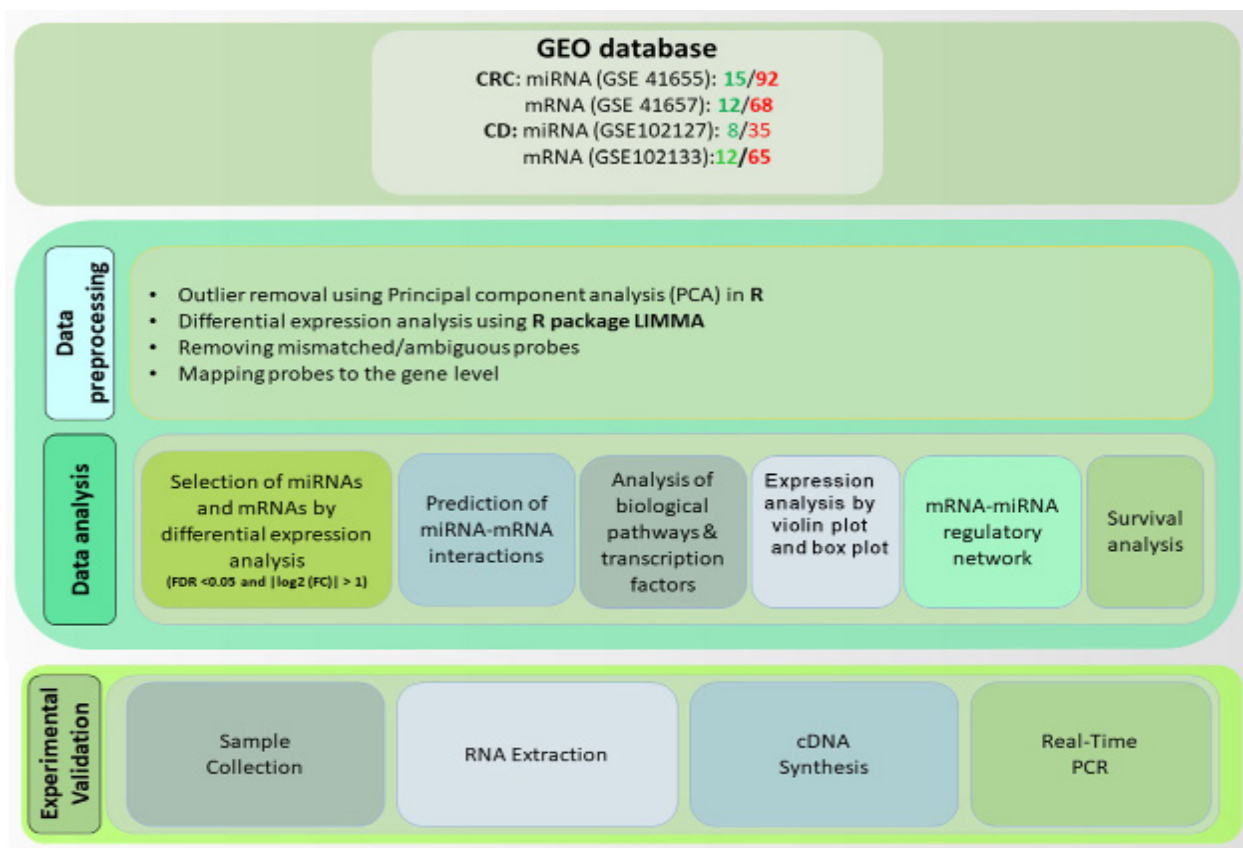 GEO database
CRC: miRNA (GSE 41655): 15/92
mRNA (GSE 41657): 12/68
CD: miRNA (GSE102127): 8/35
mRNA (GSE102133):12/65
Data
preprocessing
• Outlier removal using Principal component analysis (PCA) in R
• Differential expression analysis using R package LIMMA
• Removing mismatched/ambiguous probes
• Mapping probes to the gene level
Data analysis
Selection of miRNAs
and mRNAs by
differential expression
analysis
(FDR <0.05 and |log2 (FC)| > 1)
Prediction of
miRNA-mRNA
interactions
Analysis of
biological
pathways &
transcription
factors
Expression
analysis by
violin plot
and box plot
mRNA-miRNA
regulatory
network
Survival
analysis
Experimental
Validation
Sample
Collection
RNA Extraction
cDNA
Synthesis
Real-Time
PCR